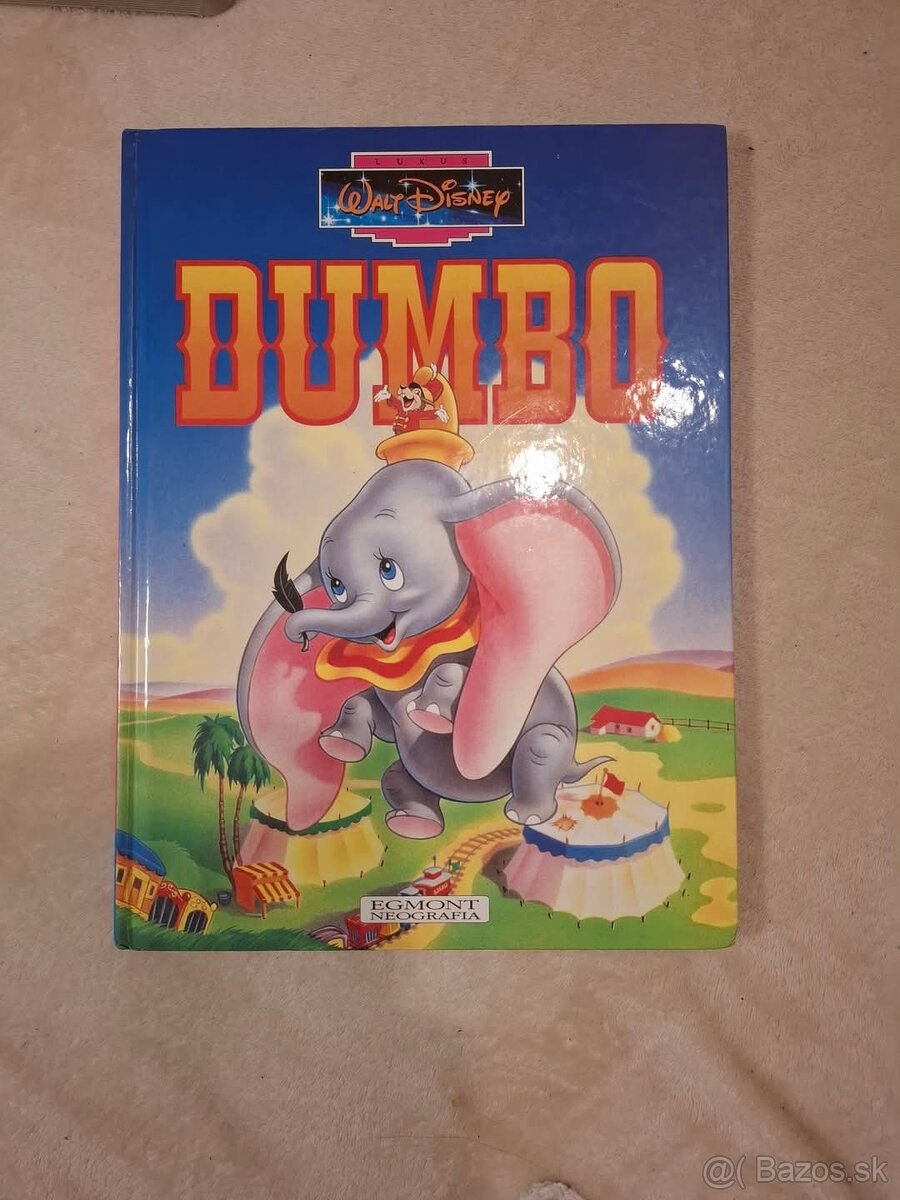 LUXUS
WALT DISNEY
DUMBO
EGMONT
NEOGRAFIA
@( Bazos.sk